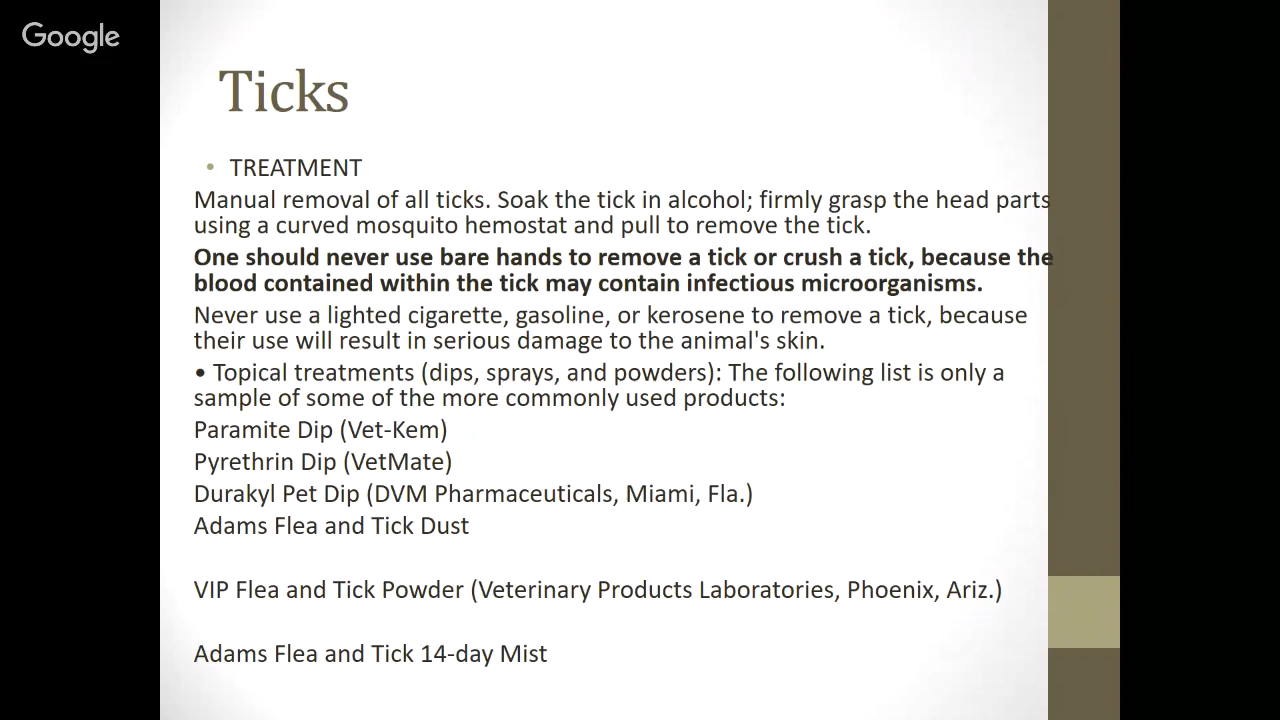 Google
Ticks
• TREATMENT
Manual removal of all ticks. Soak the tick in alcohol; firmly grasp the head parts
using a curved mosquito hemostat and pull to remove the tick.
One should never use bare hands to remove a tick or crush a tick, because the
blood contained within the tick may contain infectious microorganisms.
Never use a lighted cigarette, gasoline, or kerosene to remove a tick, because
their use will result in serious damage to the animal's skin.
• Topical treatments (dips, sprays, and powders): The following list is only a
sample of some of the more commonly used products:
Paramite Dip (Vet-Kem)
Pyrethrin Dip (VetMate)
Durakyl Pet Dip (DVM Pharmaceuticals, Miami, Fla.)
Adams Flea and Tick Dust
VIP Flea and Tick Powder (Veterinary Products Laboratories, Phoenix, Ariz.)
Adams Flea and Tick 14-day Mist